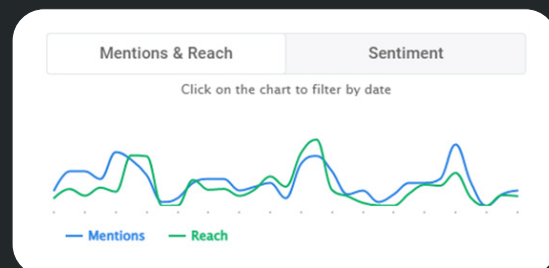 Mentions & Reach
Sentiment
Click on the chart to filter by date
Mentions
Reach